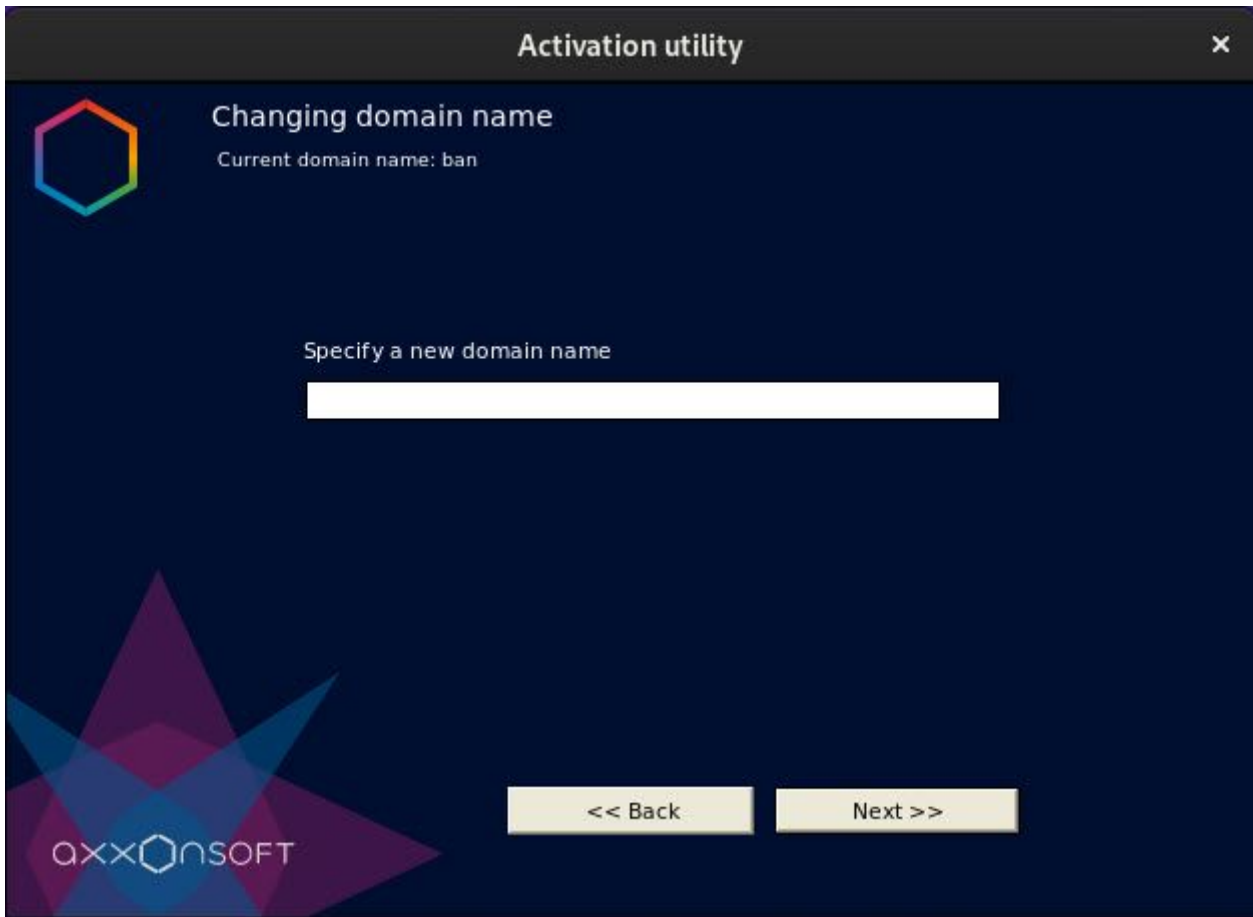 Activation utility
Changing domain name
Current domain name: ban
Specify a new domain name
<< Back
Next >>
axxonsoft